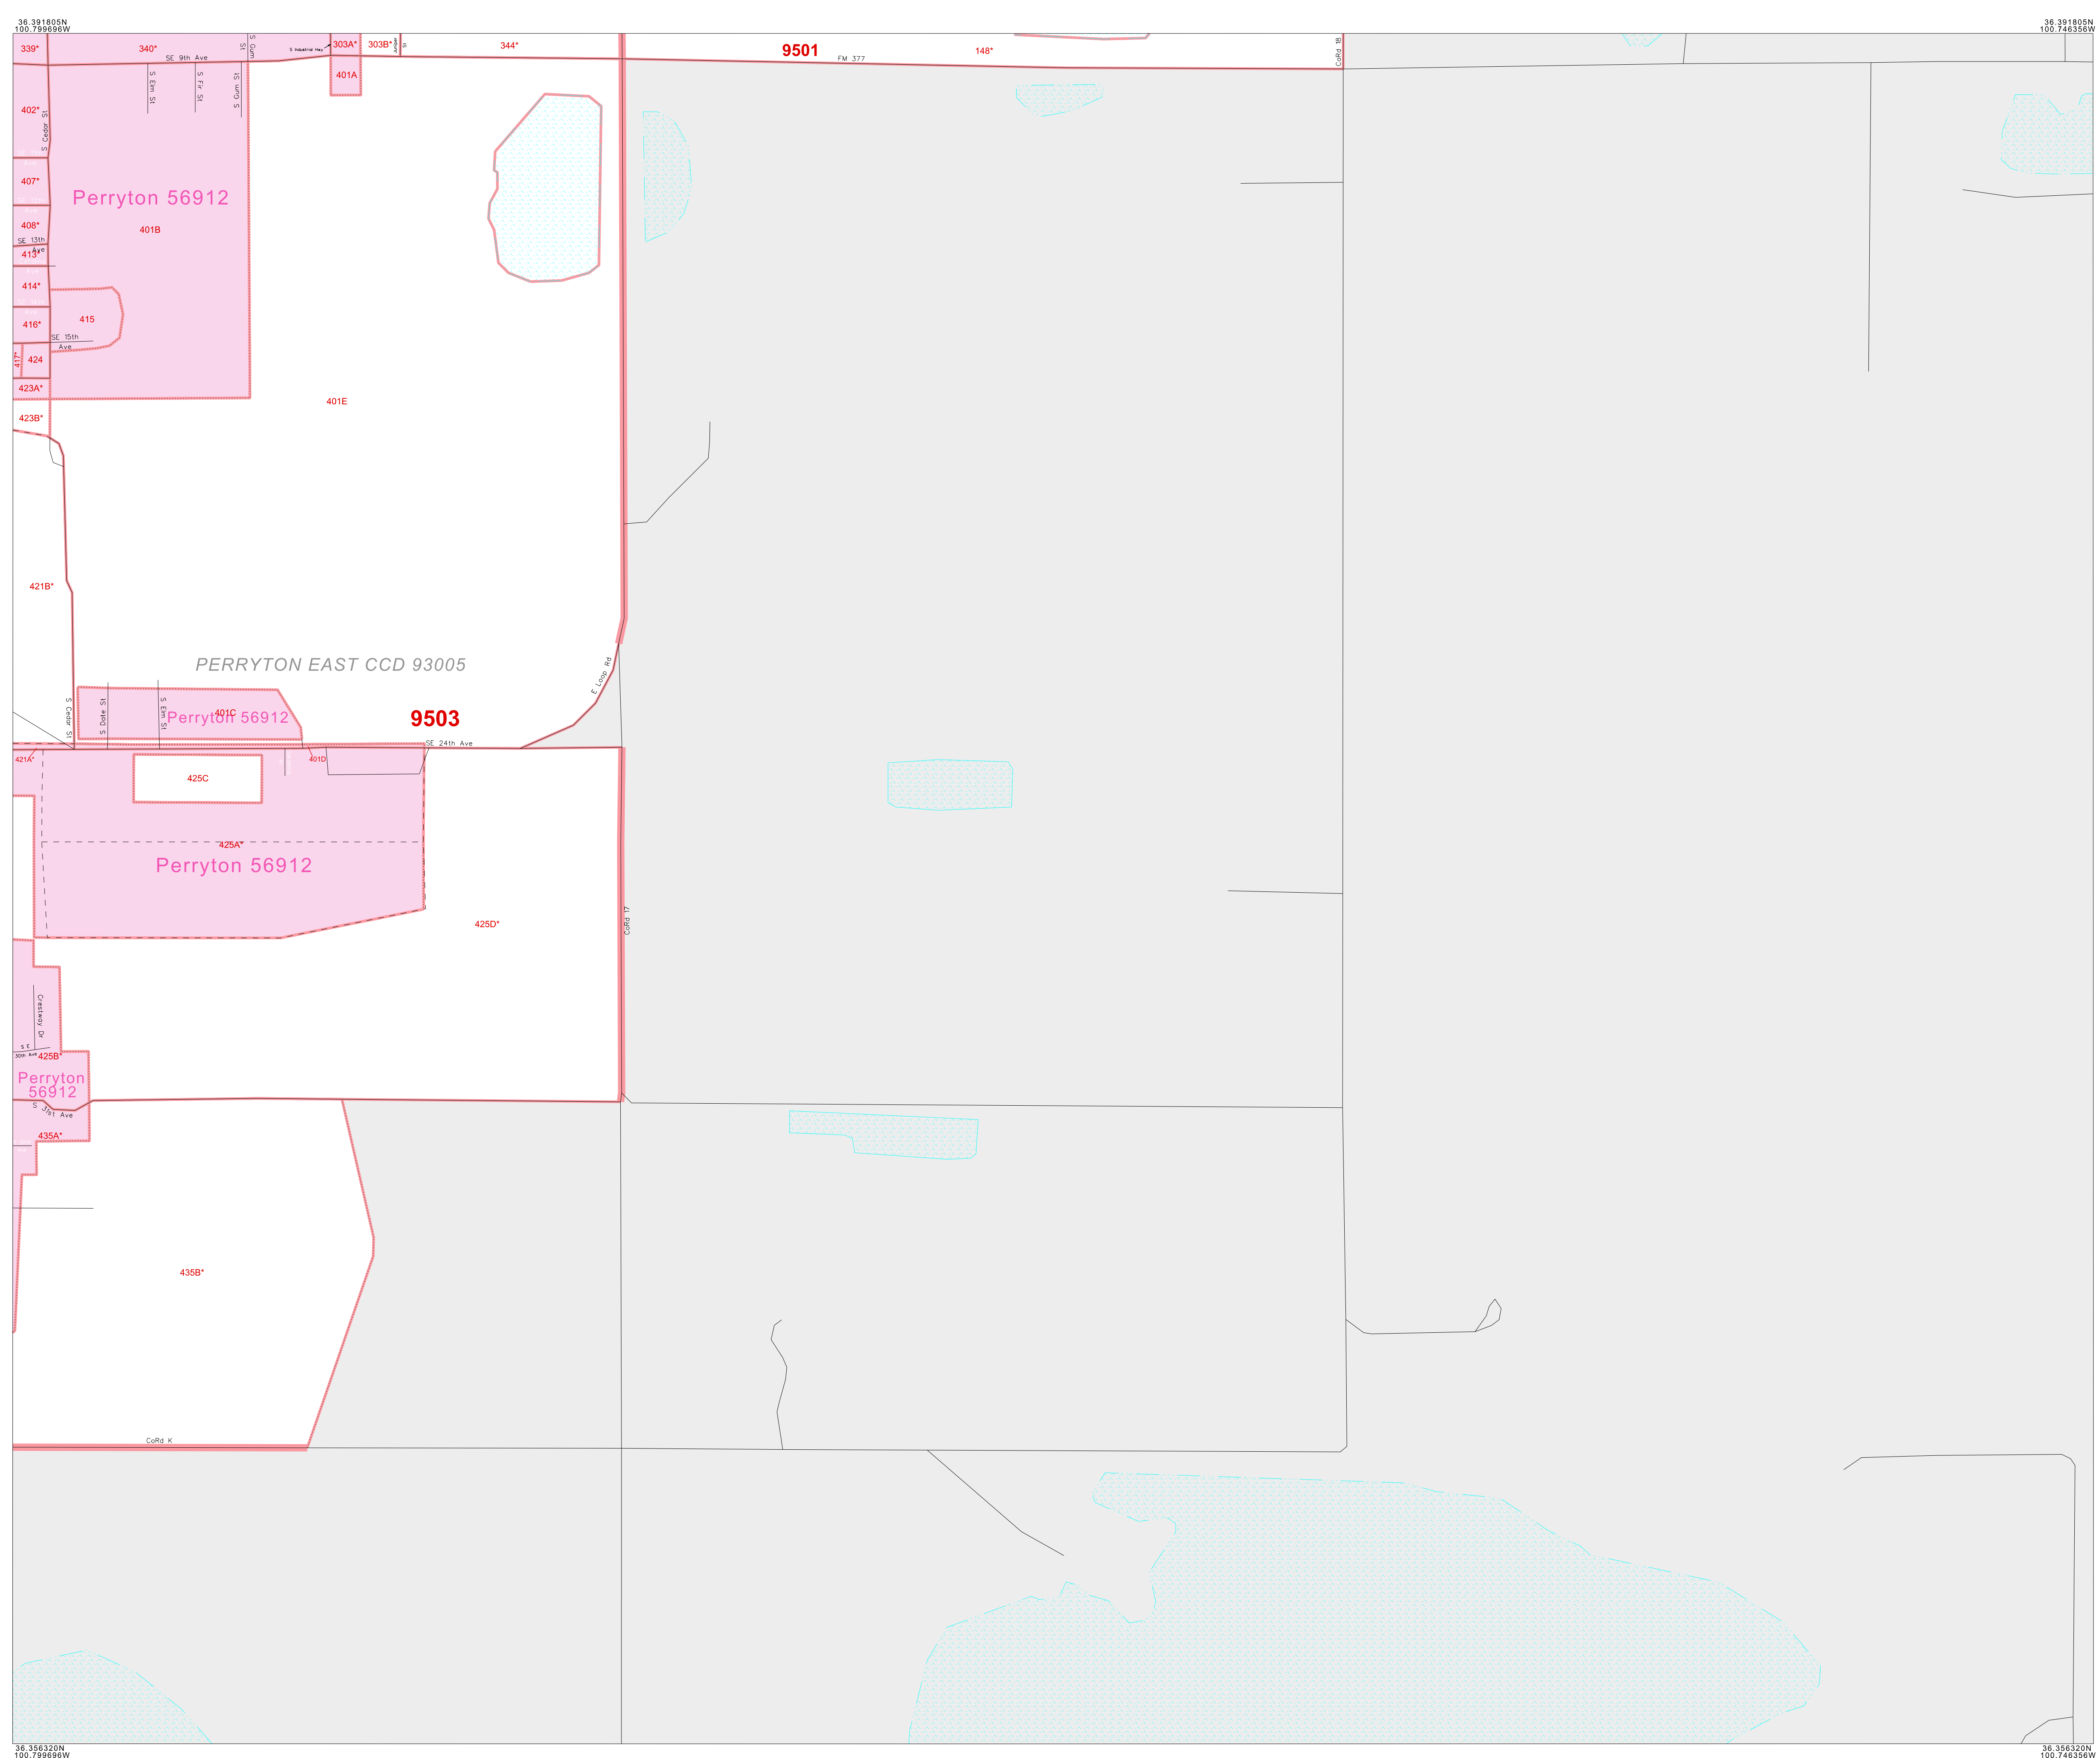 36.391805N
100.799696W
36.391805N
100.746356W
339*
340*
S Gum
St
S Industrial Hwy
303A*
303B*
Juniper
St
344*
9501
148*
CoRd 18
SE 9th Ave
FM 377
S Elm St
S Fir St
S Gum St
401A
402*
S Cedar St
407*
Perryton 56912
408*
401B
SE 13th
Ave
413*
414*
415
416*
SE 15th
Ave
417*
424
423A*
401E
423B*
421B*
PERRYTON EAST CCD 93005
E Loop Rd
S Cedar St
S Date St
S Elm St
401C
Perryton 56912
9503
SE 24th Ave
421A*
401D
425C
425A*
Perryton 56912
425D*
CoRd 17
Crestway Dr
S E
30th Ave
425B*
Perryton
56912
S 31st Ave
435A*
435B*
CoRd K
36.356320N
100.799696W
36.356320N
100.746356W